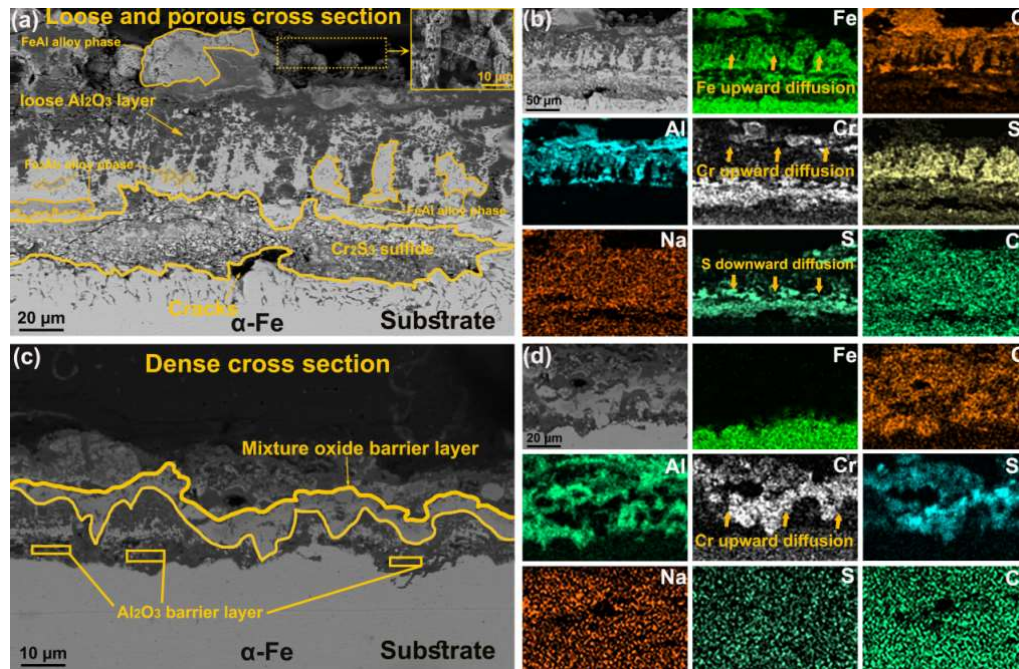 (a) Loose and porous cross section
FeAl alloy phase
10 μm
loose Al₂O₃ layer
alloy phase
FeAl alloy phase
Cr₂S₃ sulfide
Cracks
20 μm
α-Fe
Substrate
(b)
50 μm
Fe
Fe upward diffusion
Al
Cr
Cr upward diffusion
S
Na
S
S downward diffusion
C
(c)
Dense cross section
Mixture oxide barrier layer
Al₂O₃ barrier layer
10 μm
α-Fe
Substrate
(d)
20 μm
Fe
Al
Cr
Cr upward diffusion
S
Na
S
C